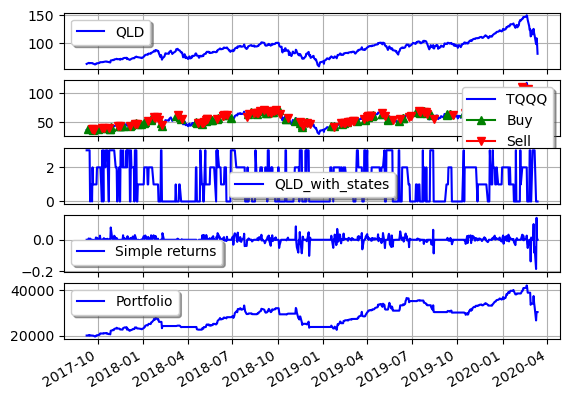 150
QLD
100
100
TQQQ
Buy
50
Sell
2
QLD_with_states
0
0.0
Simple returns
−0.2
40000
Portfolio
20000
2017-10 2018-01 2018-04 2018-07 2018-10 2019-01 2019-04 2019-07 2019-10 2020-01 2020-04